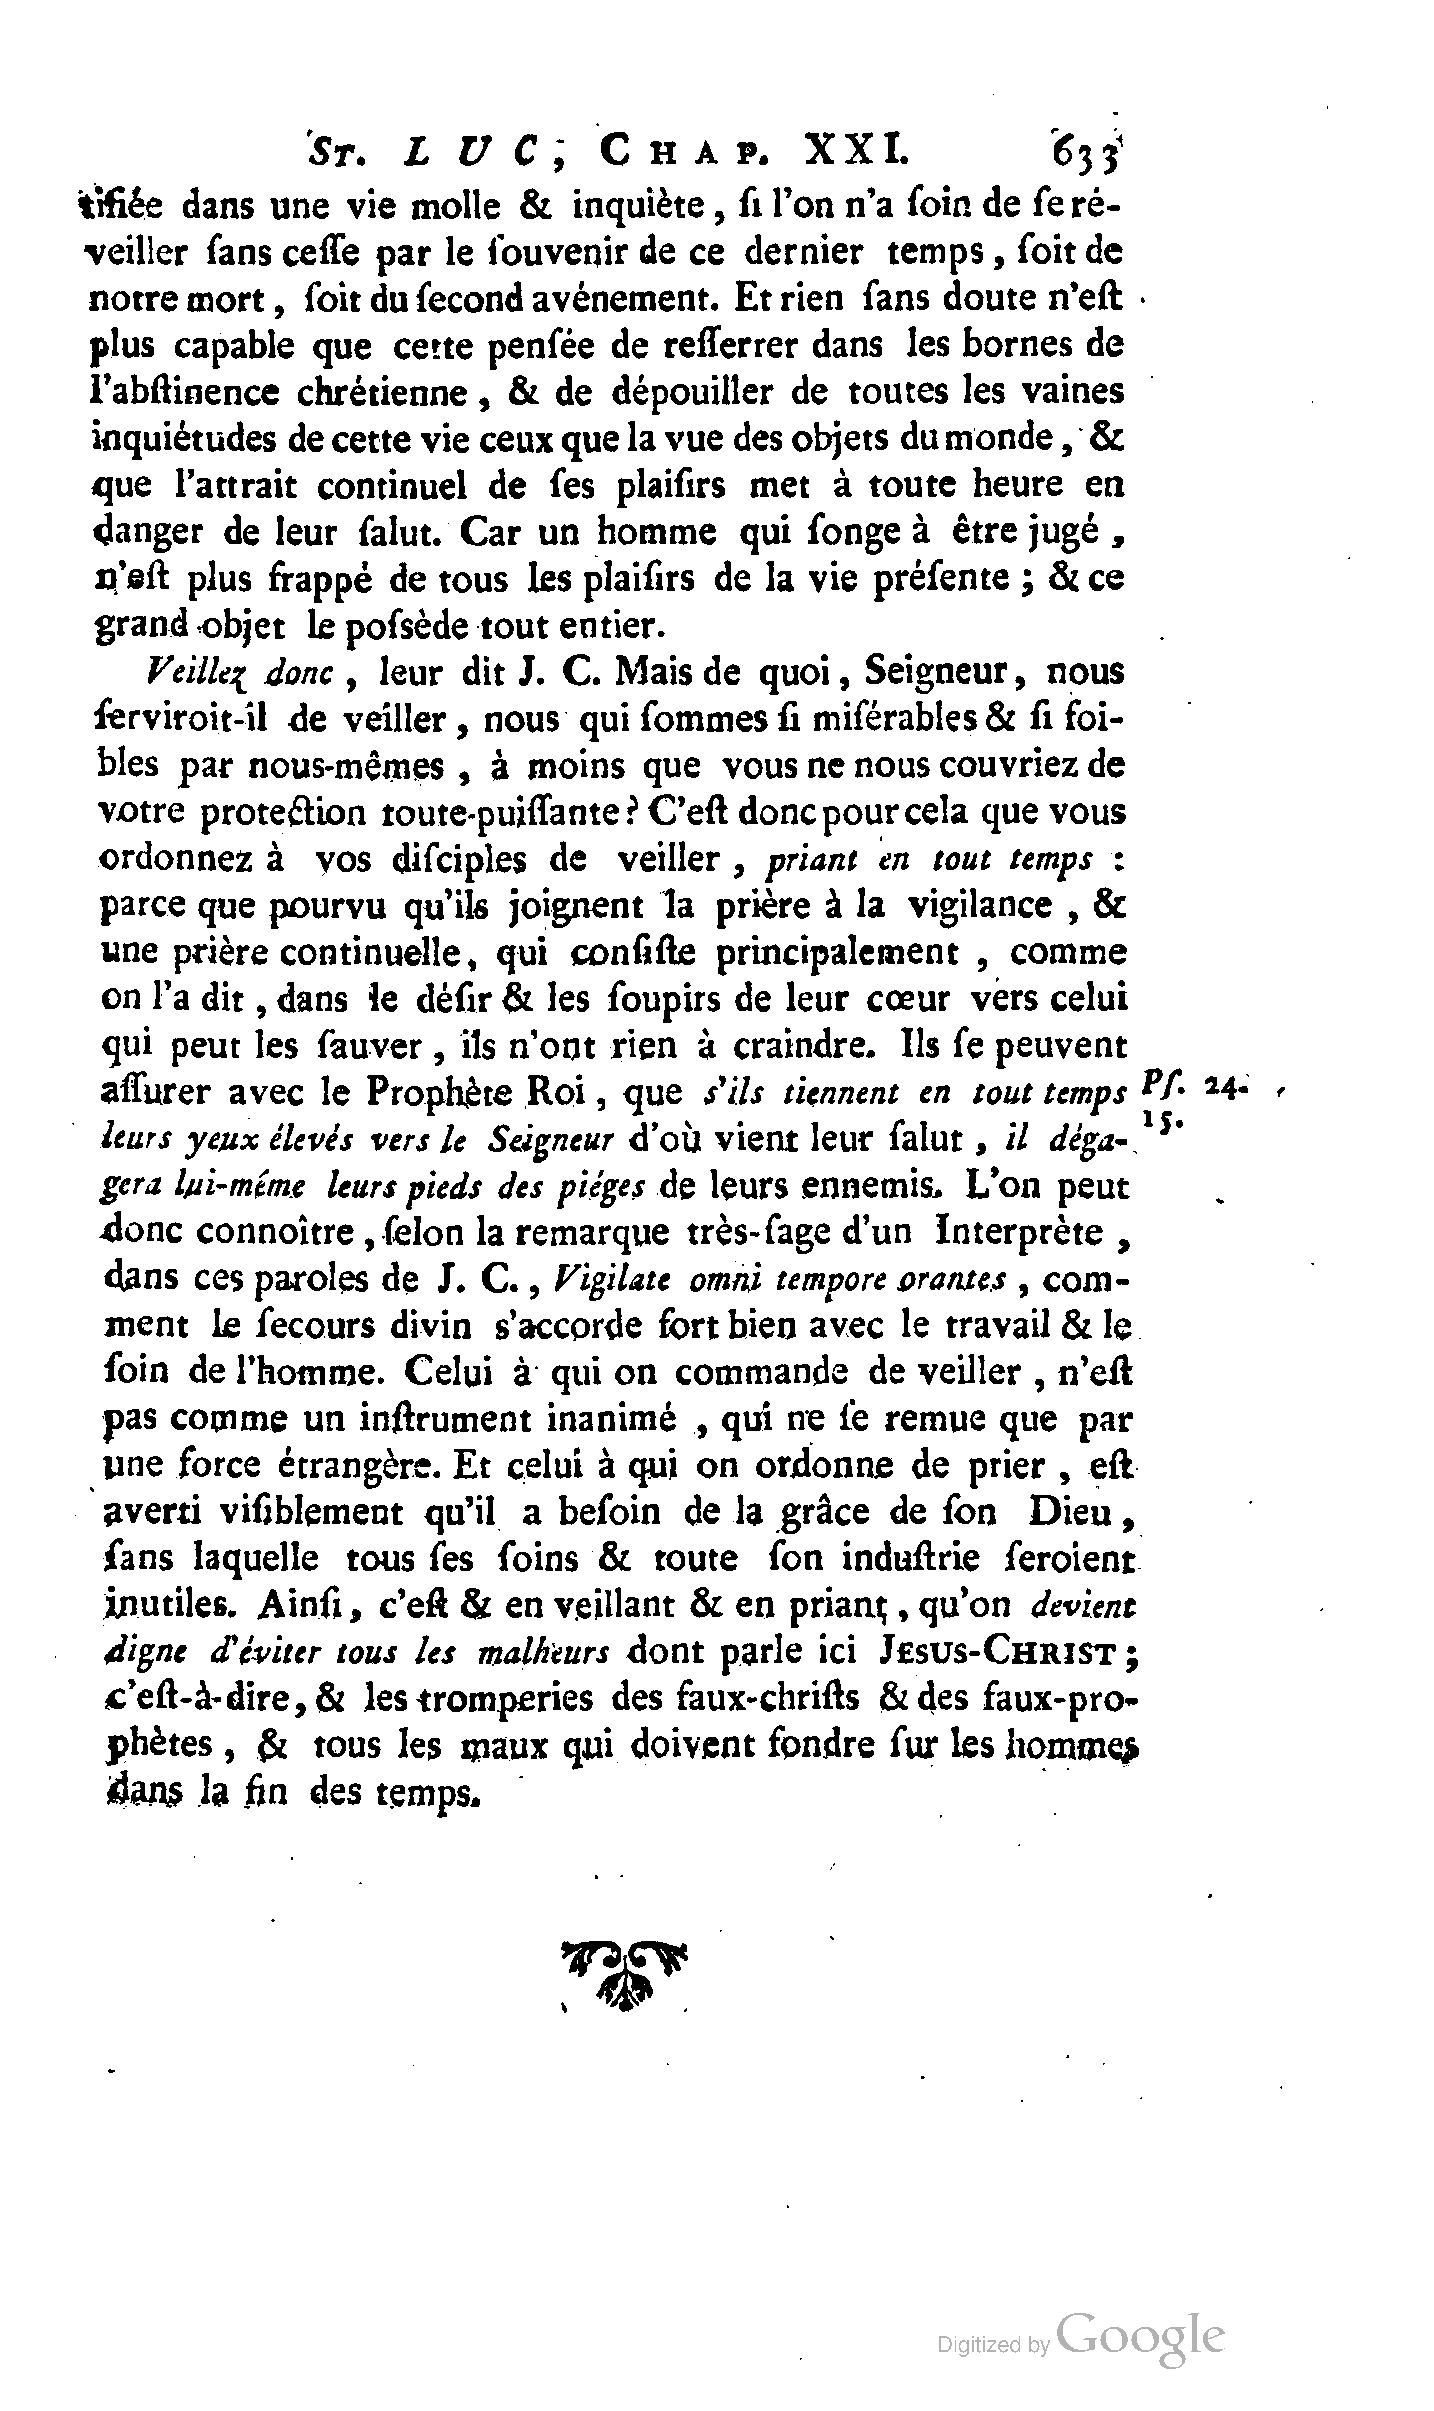 St. LUC, CHAP. XXI. 633
tifiée dans une vie molle & inquiète, ſi l'on n'a ſoin de ſe ré-
veiller ſans ceſſe par le ſouvenir de ce dernier temps, ſoit de
notre mort, ſoit du ſecond avénement. Et rien ſans doute n'eſt
plus capable que cette penſée de reſſerrer dans les bornes de
l'abſtinence chrétienne, & de dépouiller de toutes les vaines
inquiétudes de cette vie ceux que la vue des objets du monde, &
que l'attrait continuel de ſes plaiſirs met à toute heure en
danger de leur ſalut. Car un homme qui ſonge à être jugé,
n'eſt plus frappé de tous les plaiſirs de la vie préſente; & ce
grand objet le poſsède tout entier.
Veillez donc, leur dit J. C. Mais de quoi, Seigneur, nous
ſerviroit-il de veiller, nous qui ſommes ſi miſérables & ſi foi-
bles par nous-mêmes, à moins que vous ne nous couvriez de
votre protection toute-puiſſante? C'eſt donc pour cela que vous
ordonnez à vos diſciples de veiller, priant en tout temps :
parce que pourvu qu'ils joignent la prière à la vigilance, &
une prière continuelle, qui conſiſte principalement, comme
on l'a dit, dans le déſir & les ſoupirs de leur cœur vers celui
qui peut les ſauver, ils n'ont rien à craindre. Ils ſe peuvent
aſſurer avec le Prophète Roi, que s'ils tiennent en tout temps
Pſ. 24.
15.
leurs yeux élevés vers le Seigneur d'où vient leur ſalut, il déga-
gera lui-même leurs pieds des piéges de leurs ennemis. L'on peut
donc connoître, ſelon la remarque très-ſage d'un Interprète,
dans ces paroles de J. C., Vigilate omni tempore orantes, com-
ment le ſecours divin s'accorde fort bien avec le travail & le
ſoin de l'homme. Celui à qui on commande de veiller, n'eſt
pas comme un inſtrument inanimé, qui ne ſe remue que par
une force étrangère. Et celui à qui on ordonne de prier, eſt
averti viſiblement qu'il a beſoin de la grâce de ſon Dieu,
ſans laquelle tous ſes ſoins & toute ſon induſtrie ſeroient
inutiles. Ainſi, c'eſt & en veillant & en priant, qu'on devient
digne d'éviter tous les malheurs dont parle ici JESUS-CHRIST;
c'eſt-à-dire, & les tromperies des faux-chriſts & des faux-pro-
phètes, & tous les maux qui doivent fondre ſur les hommes
dans la fin des temps.
Digitized by Google